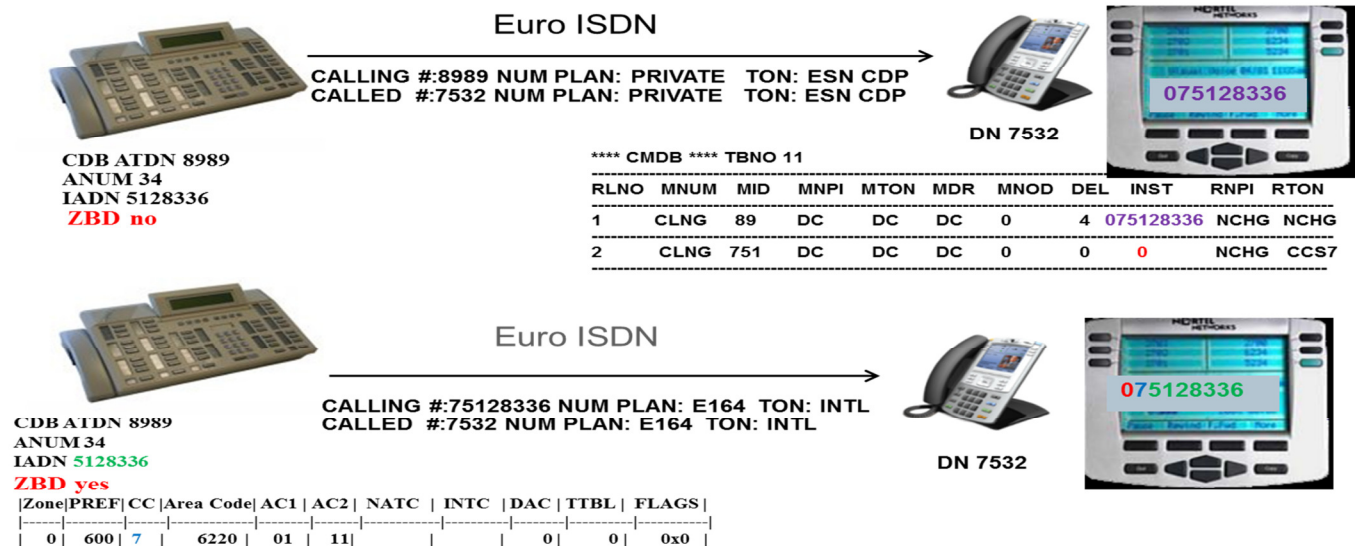 Euro ISDN
CALLING #:8989 NUM PLAN: PRIVATE TON: ESN CDP
CALLED #:7532 NUM PLAN: PRIVATE TON: ESN CDP
NORTEL
NETWORKS
075128336
DN 7532
CDB ATDN 8989
ANUM 34
IADN 5128336
ZBD no
**** CMDB **** TBNO 11
RLNO MNUM MID MNPI MTON MDR MNOD DEL INST RNPI RTON
1 CLNG 89 DC DC DC 0 4 075128336 NCHG NCHG
2 CLNG 751 DC DC DC 0 0 0 NCHG CCS7
Euro ISDN
CALLING #:75128336 NUM PLAN: E164 TON: INTL
CALLED #:7532 NUM PLAN: E164 TON: INTL
NORTEL
NETWORKS
075128336
DN 7532
CDB ATDN 8989
ANUM 34
IADN 5128336
ZBD yes
|Zone|PREF| CC |Area Code| AC1 | AC2 | NATC | INTC |DAC | TTBL | FLAGS |
|------|------|----|-----------|------|------|--------|-------|-----|-------|-----------|
| 0| 600| 7 | 6220 | 01 | 11| | | 0| 0| 0x0 |